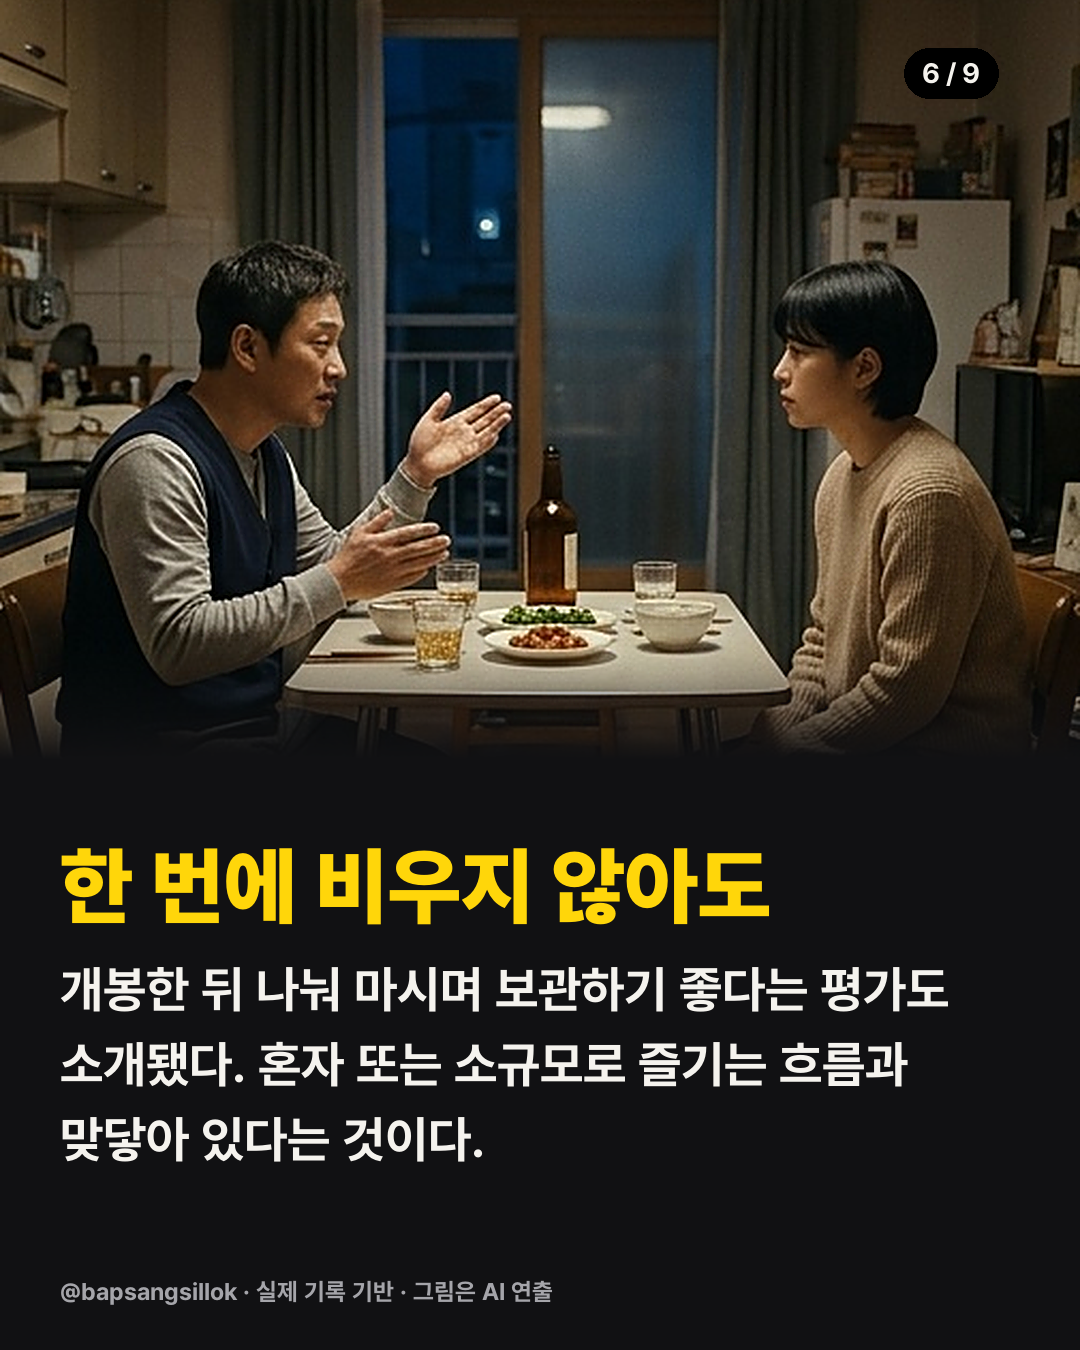 6 / 9
한 번에 비우지 않아도
개봉한 뒤 나눠 마시며 보관하기 좋다는 평가도
소개됐다. 혼자 또는 소규모로 즐기는 흐름과
맞닿아 있다는 것이다.
@bapsangsillok · 실제 기록 기반 · 그림은 AI 연출